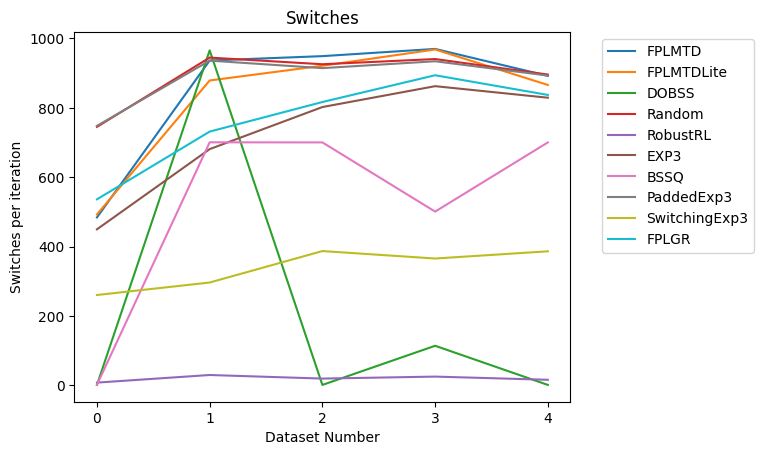 Switches
1000
800
600
400
200
0
Switches per iteration
0 1 2 3 4
Dataset Number
FPLMTD
FPLMTDLite
DOBSS
Random
RobustRL
EXP3
BSSQ
PaddedExp3
SwitchingExp3
FPLGR